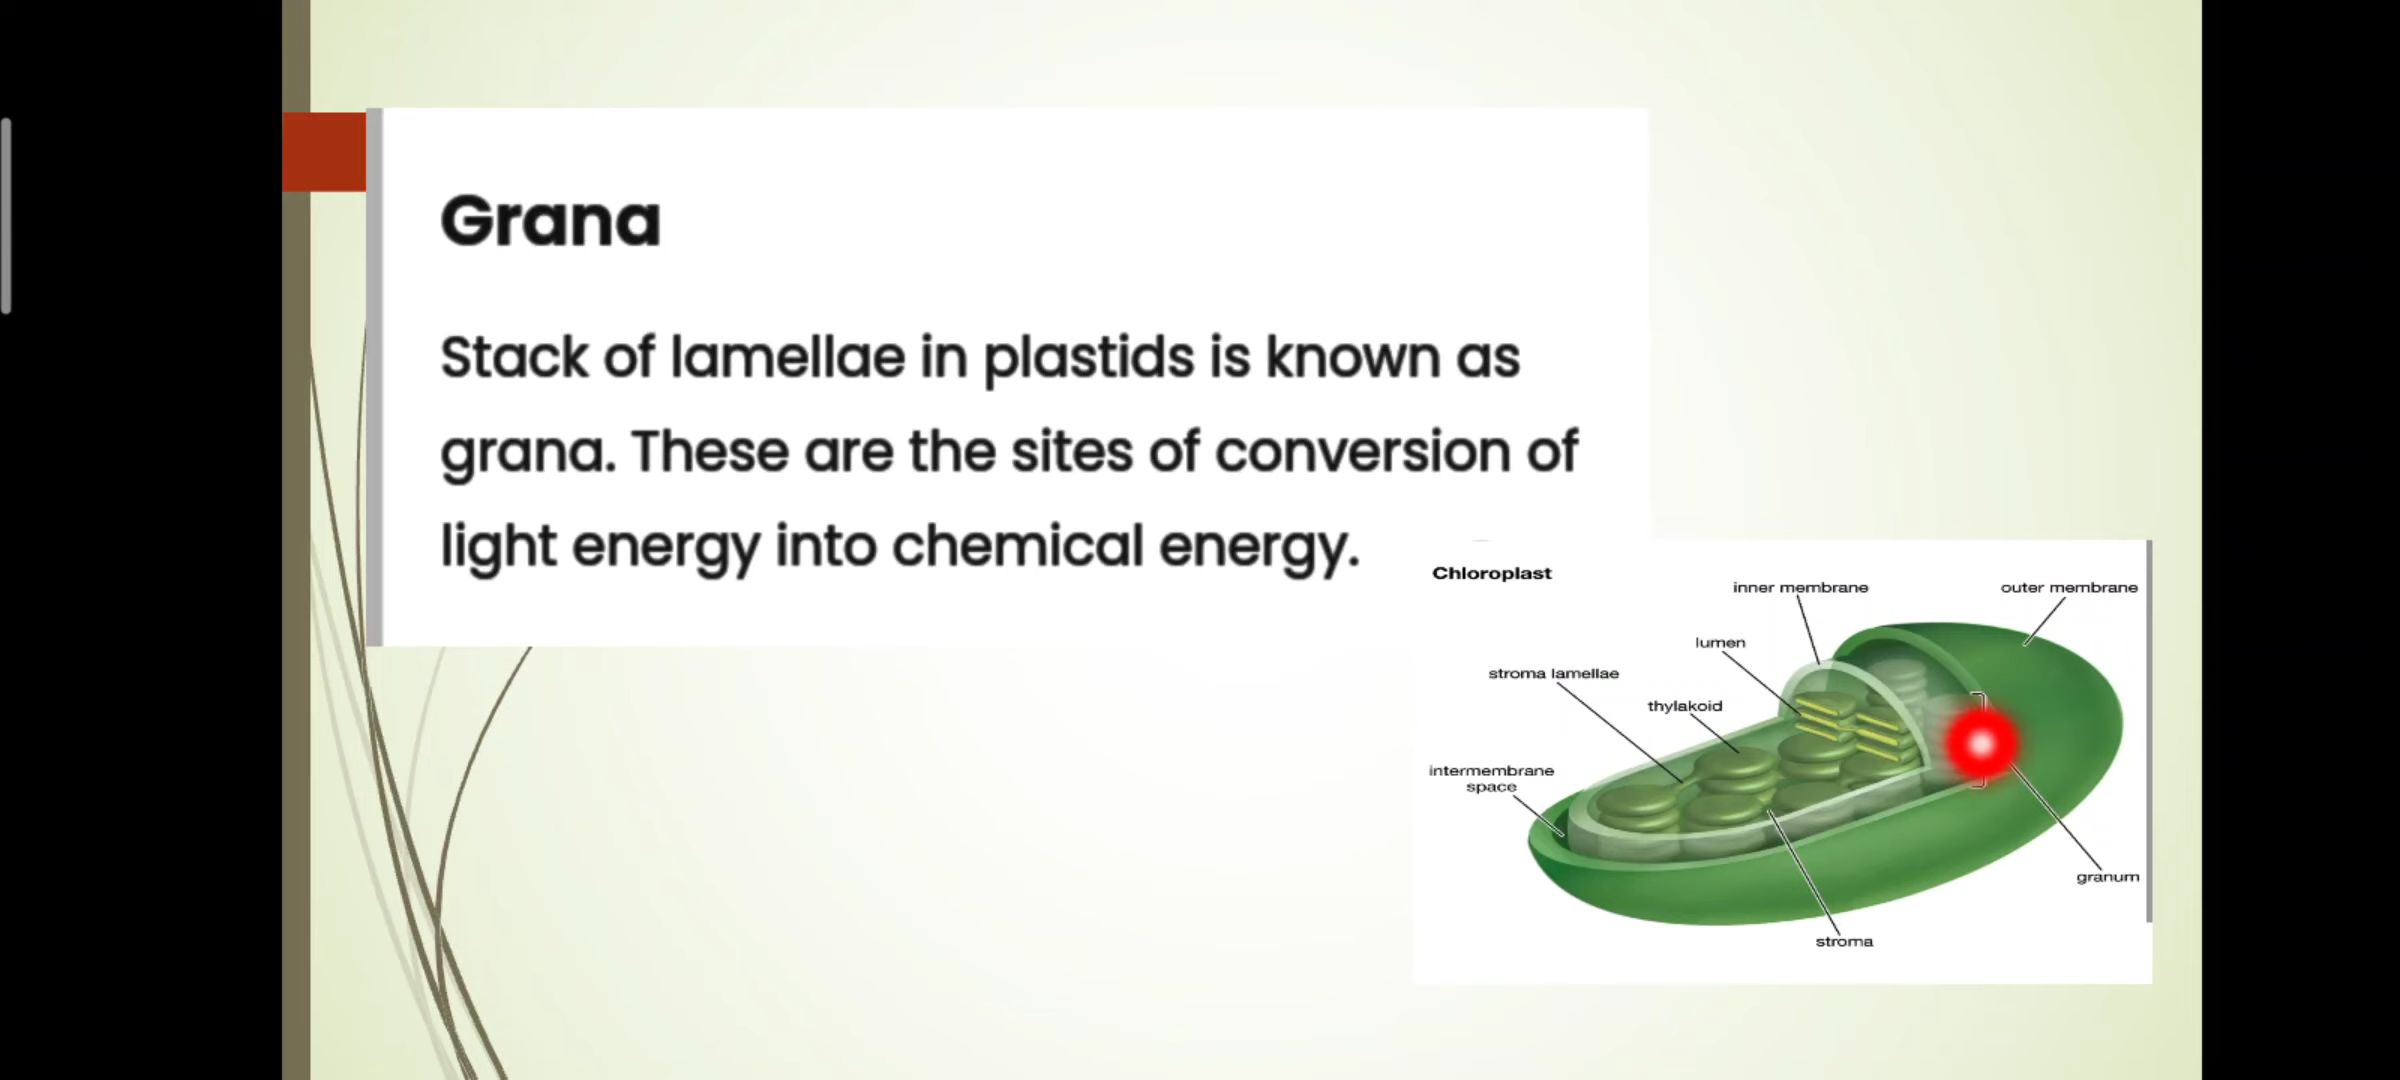 Grana
Stack of lamellae in plastids is known as
grana. These are the sites of conversion of
light energy into chemical energy.
Chloroplast
inner membrane
outer membrane
lumen
stroma lamellae
thylakoid
intermembrane
space
granum
stroma